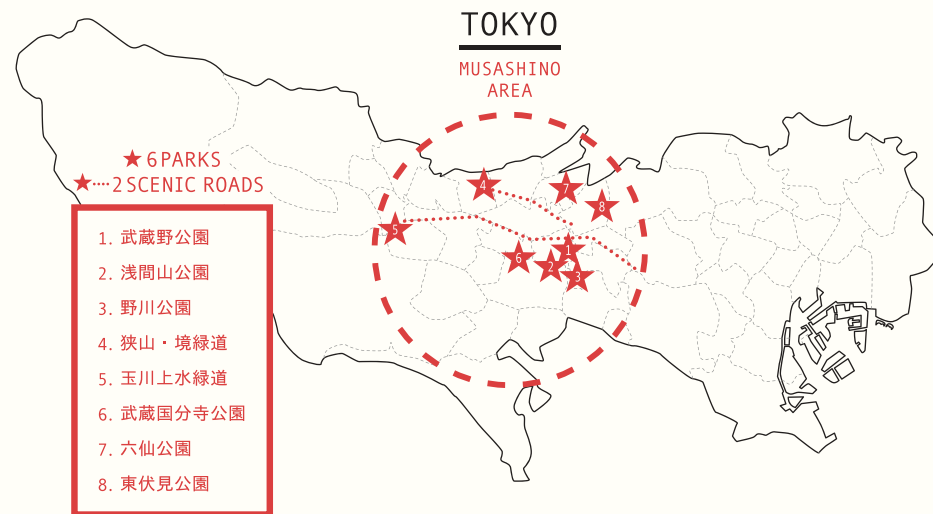 TOKYO
MUSASHINO
AREA
★ 6 PARKS
★····2 SCENIC ROADS
1. 武蔵野公園
2. 浅間山公園
3. 野川公園
4. 狭山・境緑道
5. 玉川上水緑道
6. 武蔵国分寺公園
7. 六仙公園
8. 東伏見公園
4
7
8
5
1
6
2
3